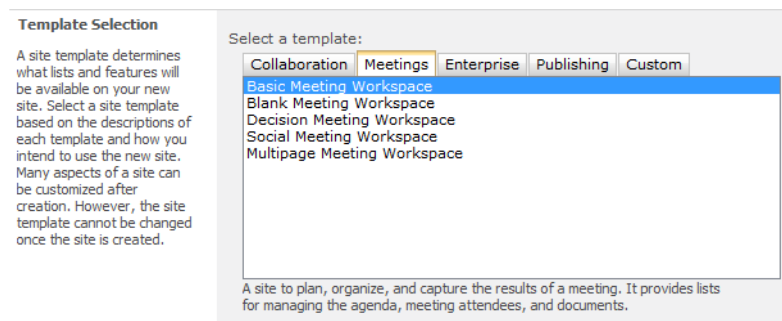 Template Selection
A site template determines
what lists and features will
be available on your new
site. Select a site template
based on the descriptions of
each template and how you
intend to use the new site.
Many aspects of a site can
be customized after
creation. However, the site
template cannot be changed
once the site is created.
Select a template:
Collaboration Meetings Enterprise Publishing Custom
Basic Meeting Workspace
Blank Meeting Workspace
Decision Meeting Workspace
Social Meeting Workspace
Multipage Meeting Workspace
A site to plan, organize, and capture the results of a meeting. It provides lists
for managing the agenda, meeting attendees, and documents.